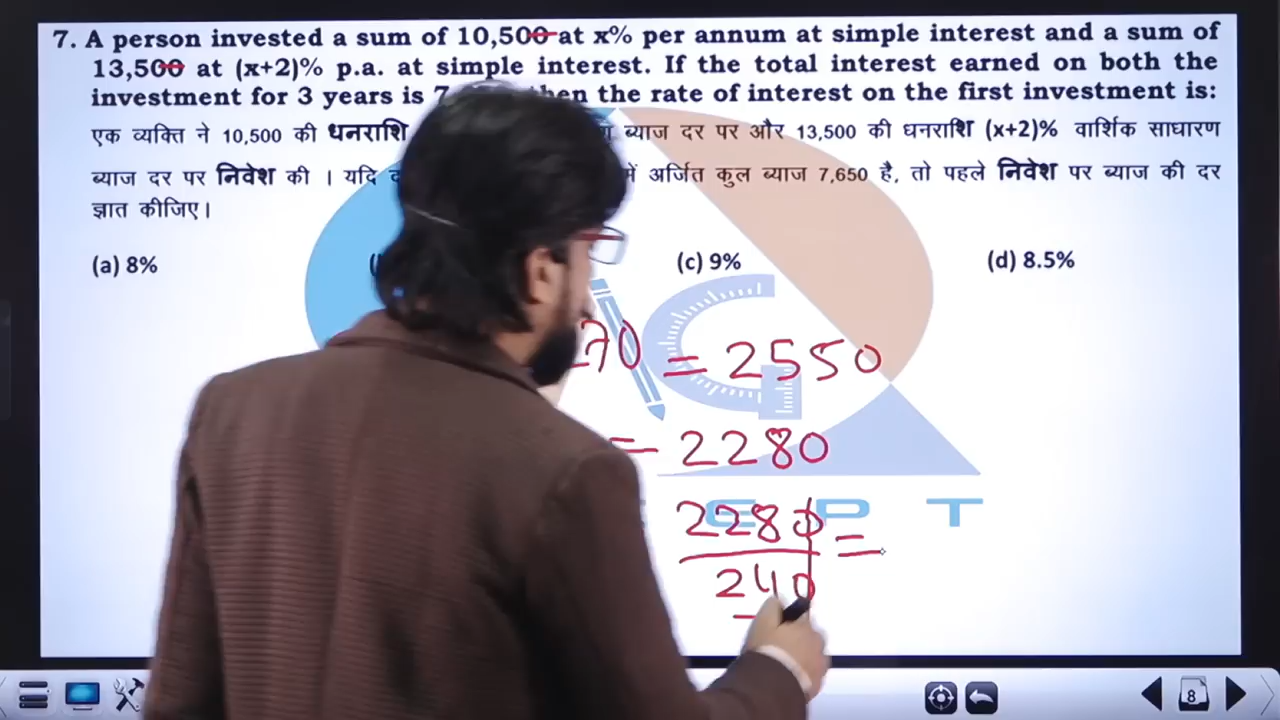 7. A person invested a sum of 10,500 at x% per annum at simple interest and a sum of
13,500 at (x+2)% p.a. at simple interest. If the total interest earned on both the
investment for 3 years is 7 then the rate of interest on the first investment is:
एक व्यक्ति ने 10,500 की धनराशि ब्याज दर पर और 13,500 की धनराशि (x+2)% वार्शिक साधारण
ब्याज दर पर निवेश की । यदि में अर्जित कुल ब्याज 7,650 है, तो पहले निवेश पर ब्याज की दर
ज्ञात कीजिए।
(a) 8% (c) 9% (d) 8.5%
270 = 2550
= 2280
E P T
2280 =
240
8